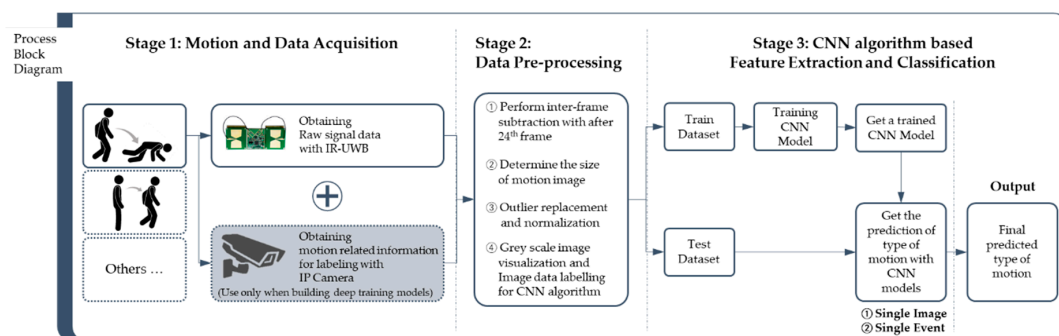 Process
Block
Diagram
Stage 1: Motion and Data Acquisition
Others ...
Obtaining
Raw signal data
with IR-UWB
Obtaining
motion related information
for labeling with
IP Camera
(Use only when building deep training models)
Stage 2:
Data Pre-processing
① Perform inter-frame
subtraction with after
24th frame
② Determine the size
of motion image
③ Outlier replacement
and normalization
④ Grey scale image
visualization and
Image data labelling
for CNN algorithm
Stage 3: CNN algorithm based
Feature Extraction and Classification
Train
Dataset
Training
CNN
Model
Get a trained
CNN Model
Test
Dataset
Get the
prediction of
type of
motion with
CNN
models
① Single Image
② Single Event
Output
Final
predicted
type of
motion